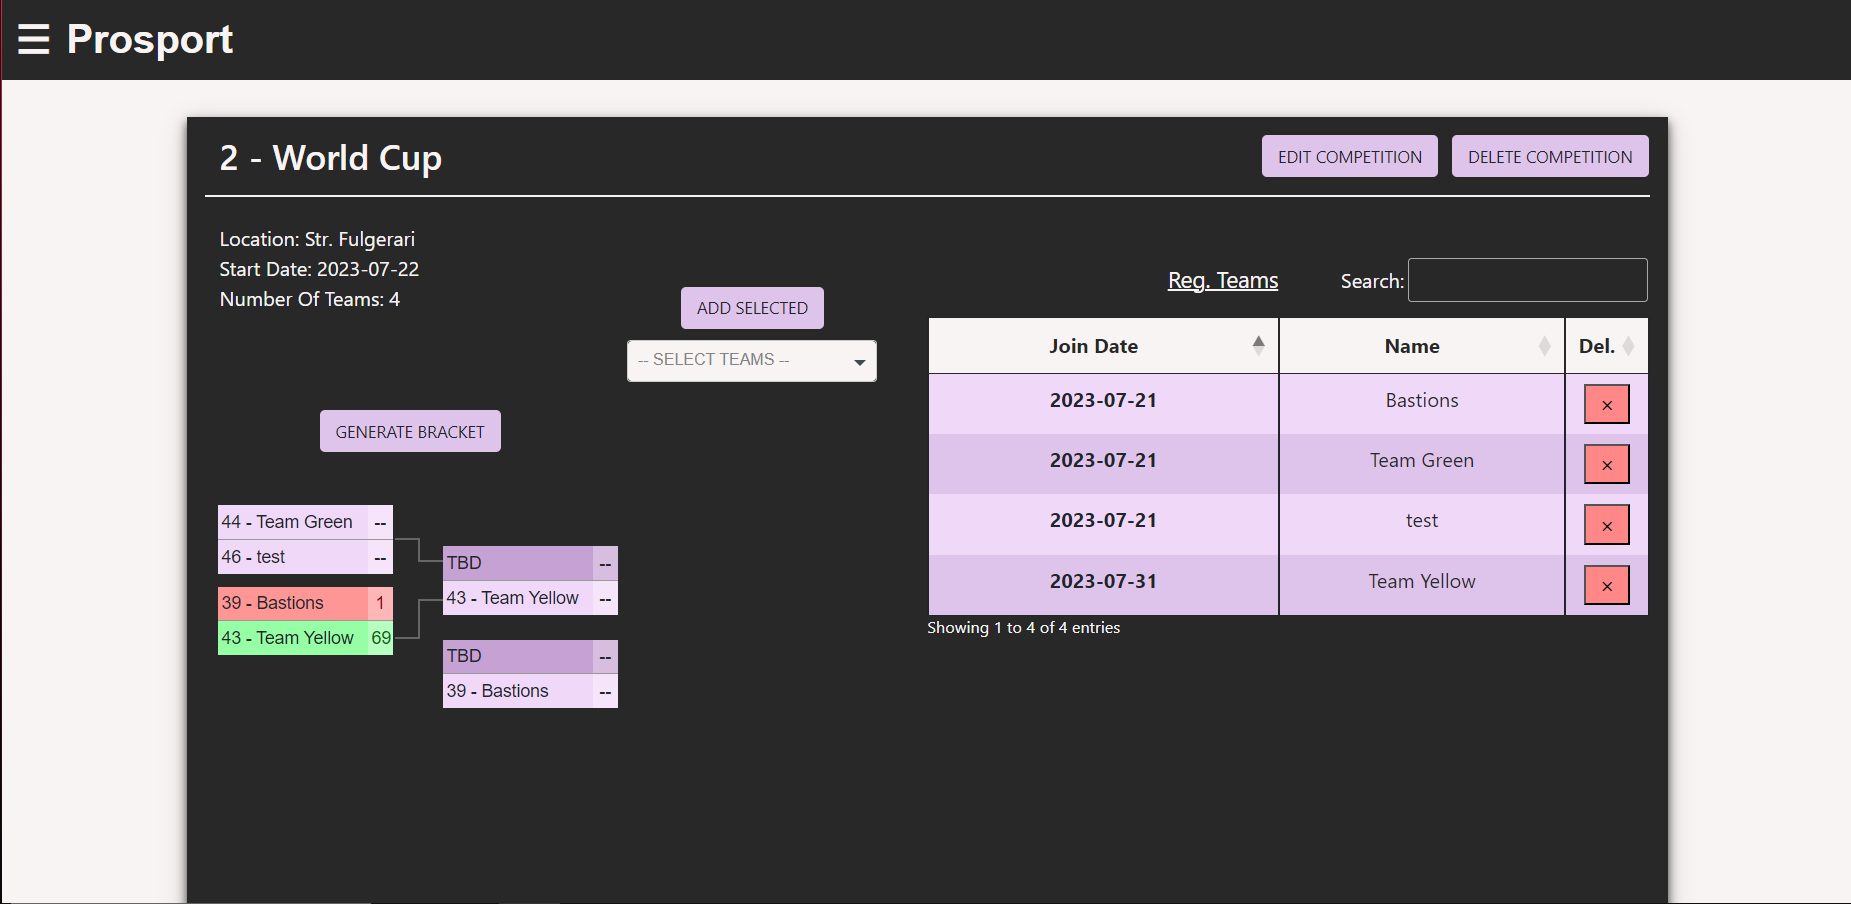 ☰ Prosport
2 - World Cup
EDIT COMPETITION
DELETE COMPETITION
Location: Str. Fulgerari
Start Date: 2023-07-22
Number Of Teams: 4
ADD SELECTED
-- SELECT TEAMS --
GENERATE BRACKET
44 - Team Green --
46 - test --
39 - Bastions 1
43 - Team Yellow 69
TBD --
43 - Team Yellow --
TBD --
39 - Bastions --
Reg. Teams
Search:
Join Date Name Del.
2023-07-21 Bastions ×
2023-07-21 Team Green ×
2023-07-21 test ×
2023-07-31 Team Yellow ×
Showing 1 to 4 of 4 entries